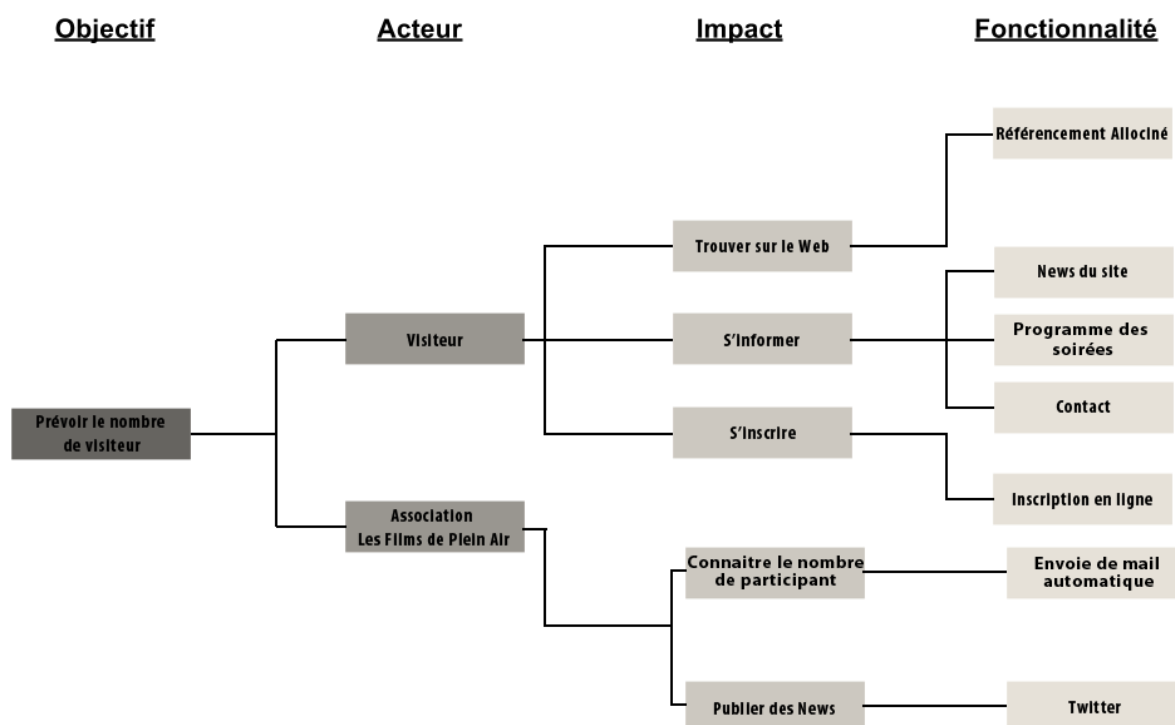 Objectif
Acteur
Impact
Fonctionnalité
Référencement Allociné
Trouver sur le Web
News du site
Visiteur
S'informer
Programme des
soirées
Contact
Prévoir le nombre
de visiteur
S'inscrire
Inscription en ligne
Association
Les Films de Plein Air
Connaitre le nombre
de participant
Envoie de mail
automatique
Publier des News
Twitter